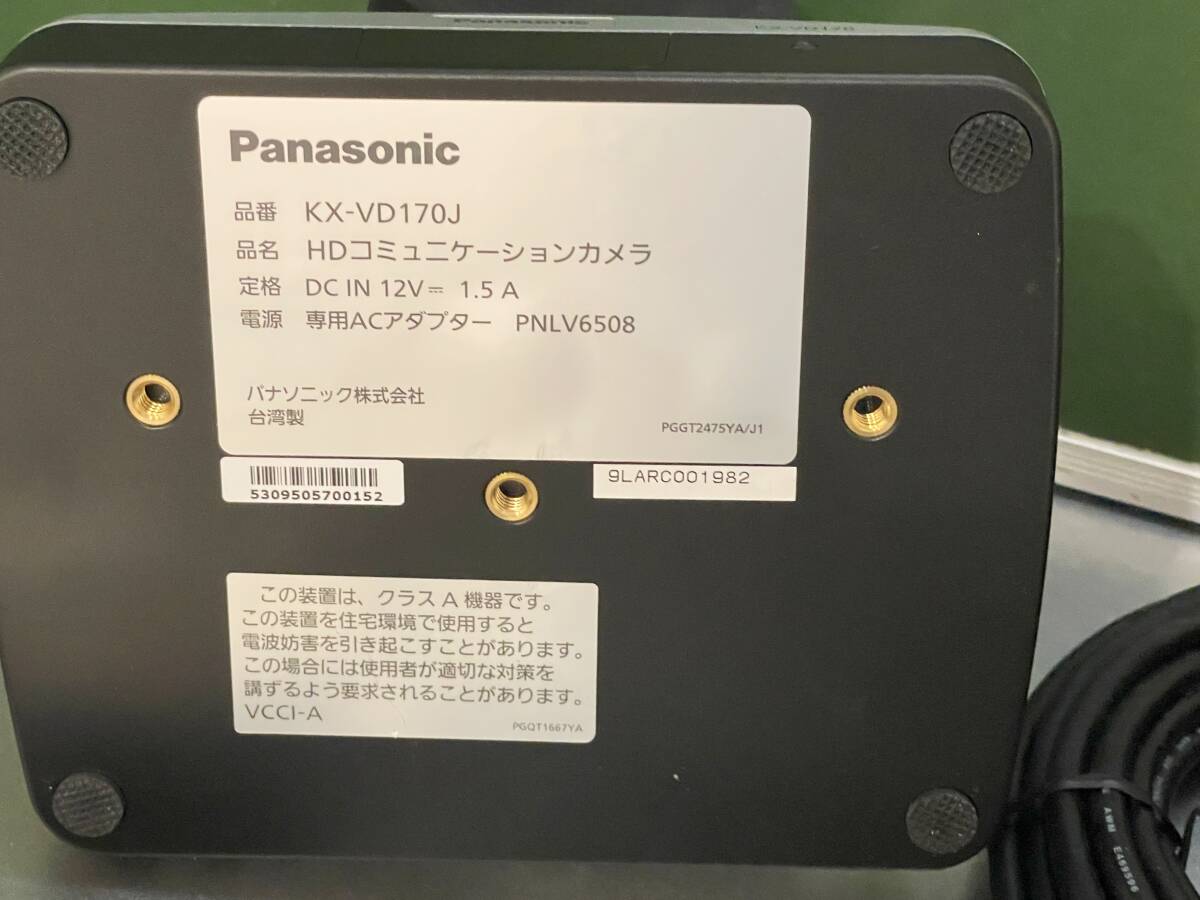 Panasonic
KX-VD170
Panasonic
品番 KX-VD170J
品名 HDコミュニケーションカメラ
定格 DC IN 12V⎓ 1.5 A
電源 専用ACアダプター PNLV6508
パナソニック株式会社
台湾製
PGGT2475YA/J1
5309505700152
9LARC001982
この装置は、クラス A 機器です。
この装置を住宅環境で使用すると
電波妨害を引き起こすことがあります。
この場合には使用者が適切な対策を
講ずるよう要求されることがあります。
VCCI-A
PGQT1667YA
AWM E469506